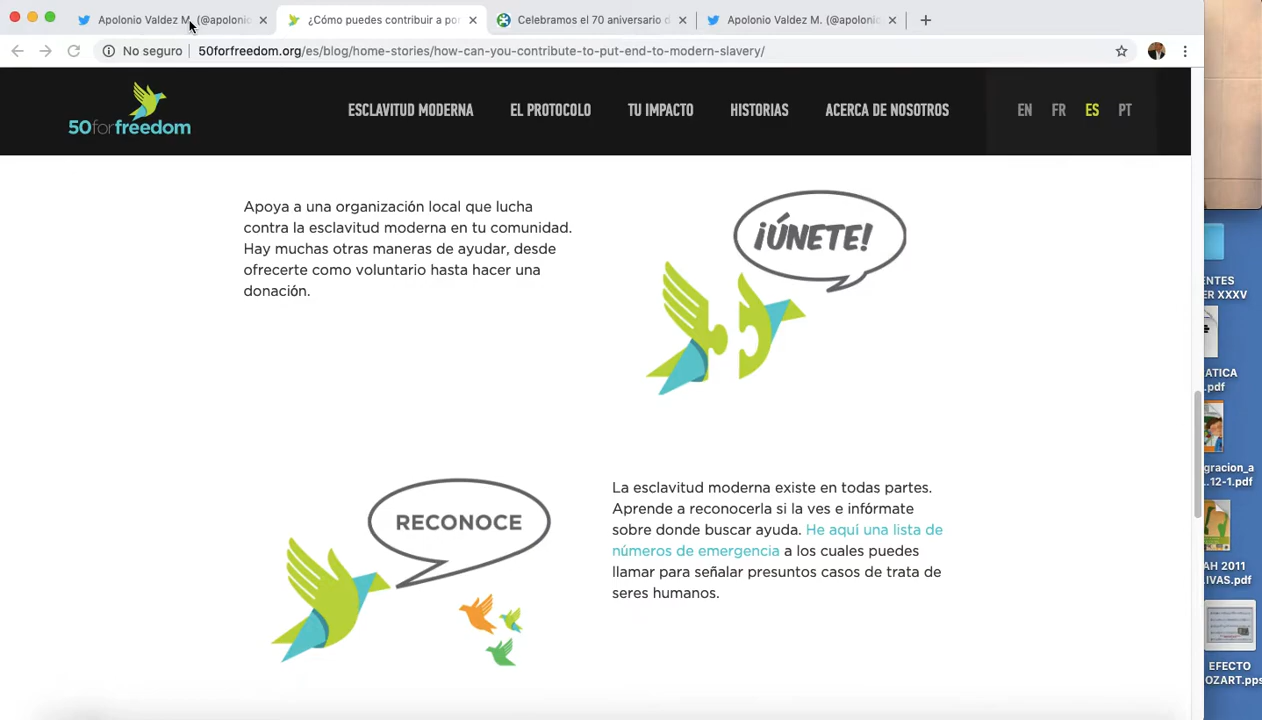 Apolonio Valdez M. (@apolonio
¿Cómo puedes contribuir a po
Celebramos el 70 aniversario d
Apolonio Valdez M. (@apolonio
No seguro
50forfreedom.org/es/blog/home-stories/how-can-you-contribute-to-put-end-to-modern-slavery/
50forfreedom
ESCLAVITUD MODERNA
EL PROTOCOLO
TU IMPACTO
HISTORIAS
ACERCA DE NOSOTROS
EN
FR
ES
PT
Apoya a una organización local que lucha
contra la esclavitud moderna en tu comunidad.
Hay muchas otras maneras de ayudar, desde
ofrecerte como voluntario hasta hacer una
donación.
¡ÚNETE!
RECONOCE
La esclavitud moderna existe en todas partes.
Aprende a reconocerla si la ves e infórmate
sobre donde buscar ayuda. He aquí una lista de
números de emergencia a los cuales puedes
llamar para señalar presuntos casos de trata de
seres humanos.
ENTES
ER XXXV
ATICA
.pdf
gracion_a
..12-1.pdf
AH 2011
LIVAS.pdf
EFECTO
OZART.pps